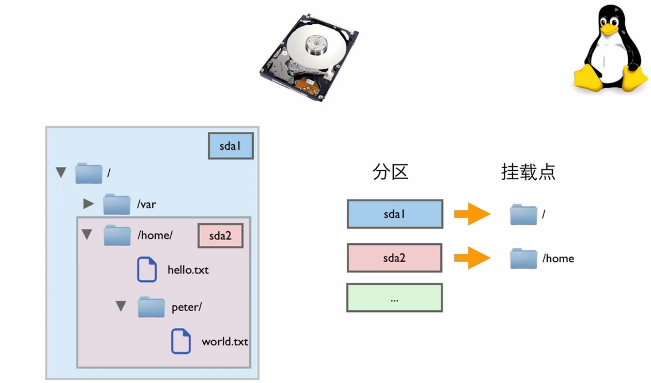 sda1
/
/var
/home/
sda2
hello.txt
peter/
world.txt
分区
挂载点
sda1
/
sda2
/home
...